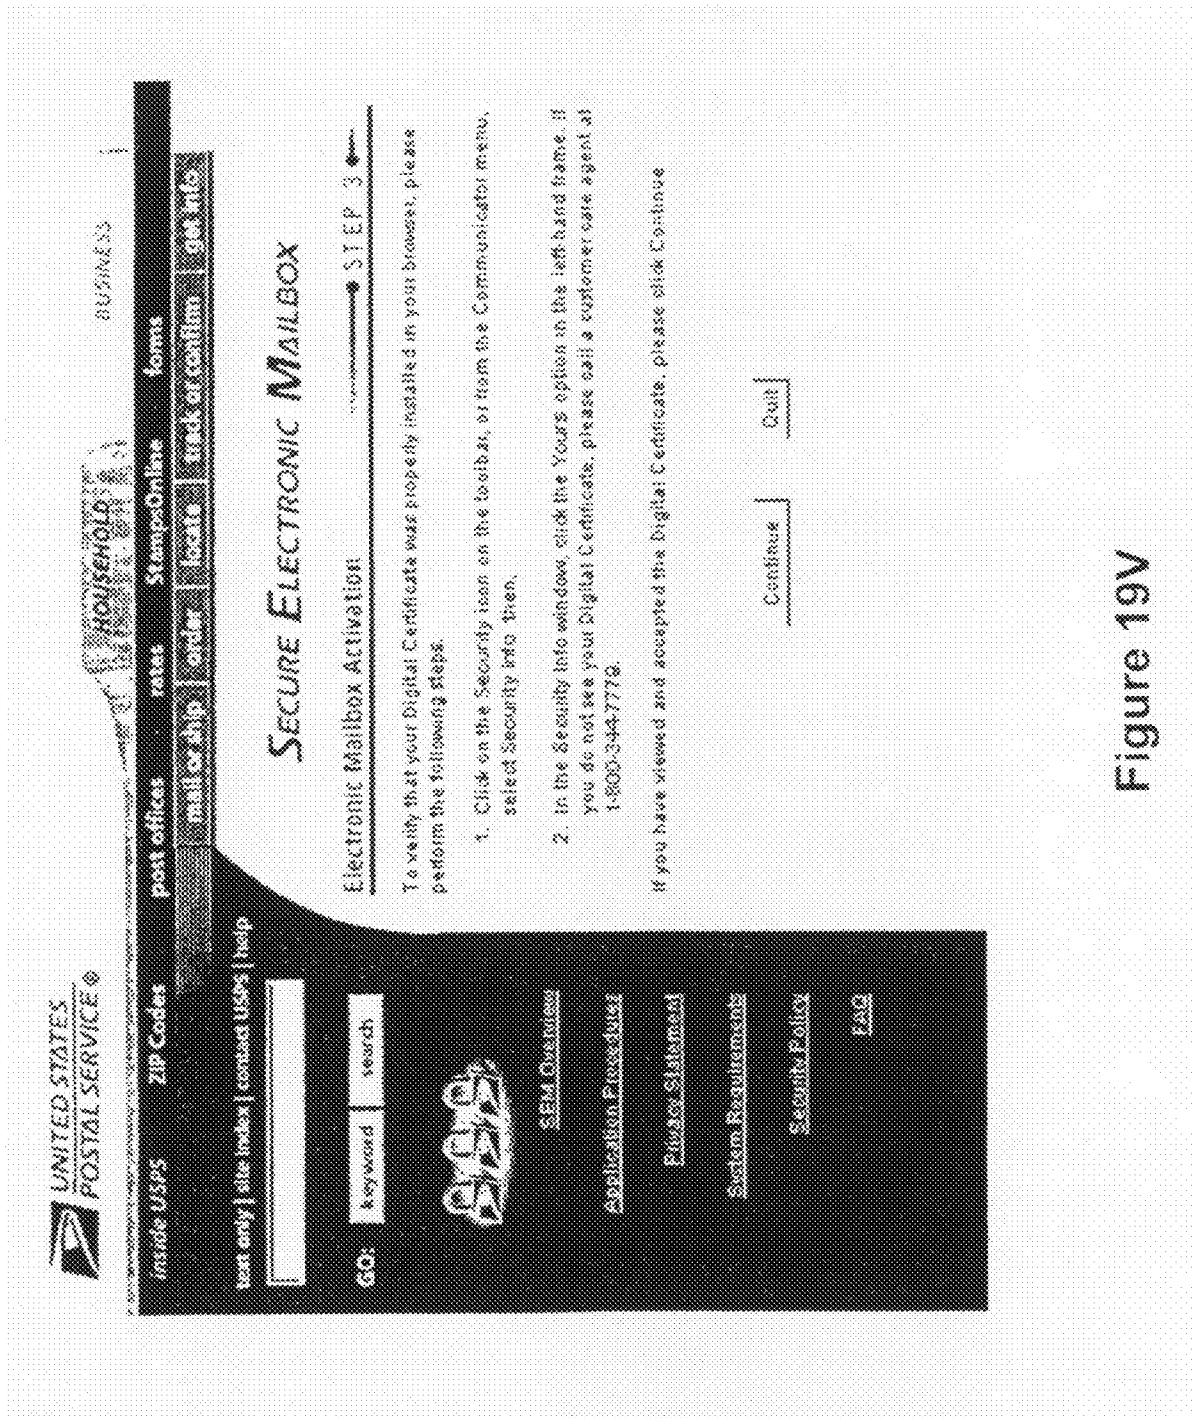 UNITED STATES
POSTAL SERVICE ®
HOUSEHOLD
BUSINESS
inside USPS ZIP Codes post offices rates StampsOnline forms
mail or ship order locate track or confirm get info
text only | site index | contact USPS | help
GO: keyword search
SEM Overview
Application Procedures
Privacy Statement
System Requirements
Security Policy
FAQ
SECURE ELECTRONIC MAILBOX
Electronic Mailbox Activation STEP 3
To verify that your Digital Certificate was properly installed in your browser, please
perform the following steps.
1. Click on the Security icon on the toolbar, or from the Communicator menu,
select Security Info then,
2. In the Security Info window, click the Yours option in the left-hand frame. If
you do not see your Digital Certificate, please call a customer care agent at
1-800-344-7779.
If you have viewed and accepted the Digital Certificate, please click Continue
Continue Quit
Figure 19V